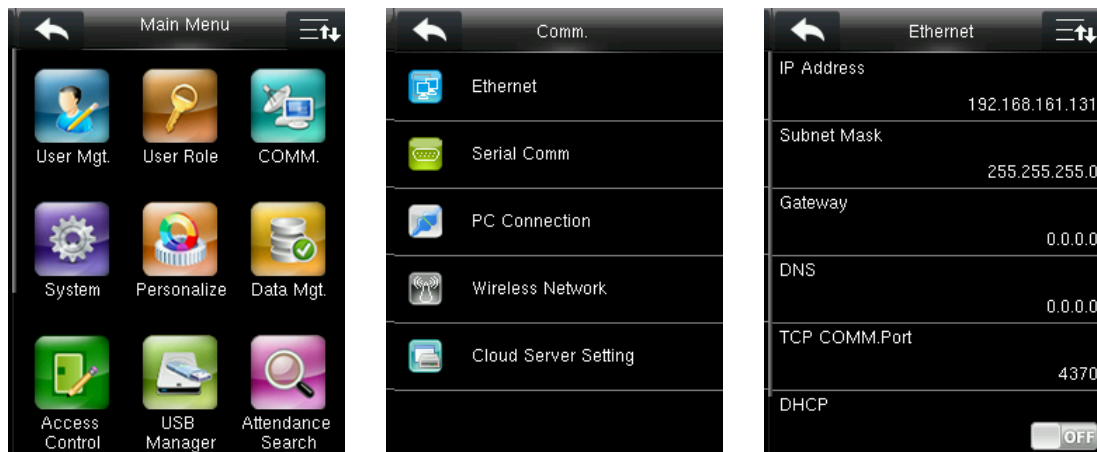 Main Menu
User Mgt.
User Role
COMM.
System
Personalize
Data Mgt.
Access
Control
USB
Manager
Attendance
Search
Comm.
Ethernet
Serial Comm
PC Connection
Wireless Network
Cloud Server Setting
Ethernet
IP Address
192.168.161.131
Subnet Mask
255.255.255.0
Gateway
0.0.0.0
DNS
0.0.0.0
TCP COMM.Port
4370
DHCP
OFF